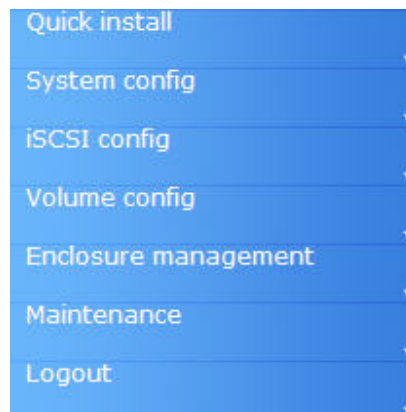 Quick install
System config
iSCSI config
Volume config
Enclosure management
Maintenance
Logout